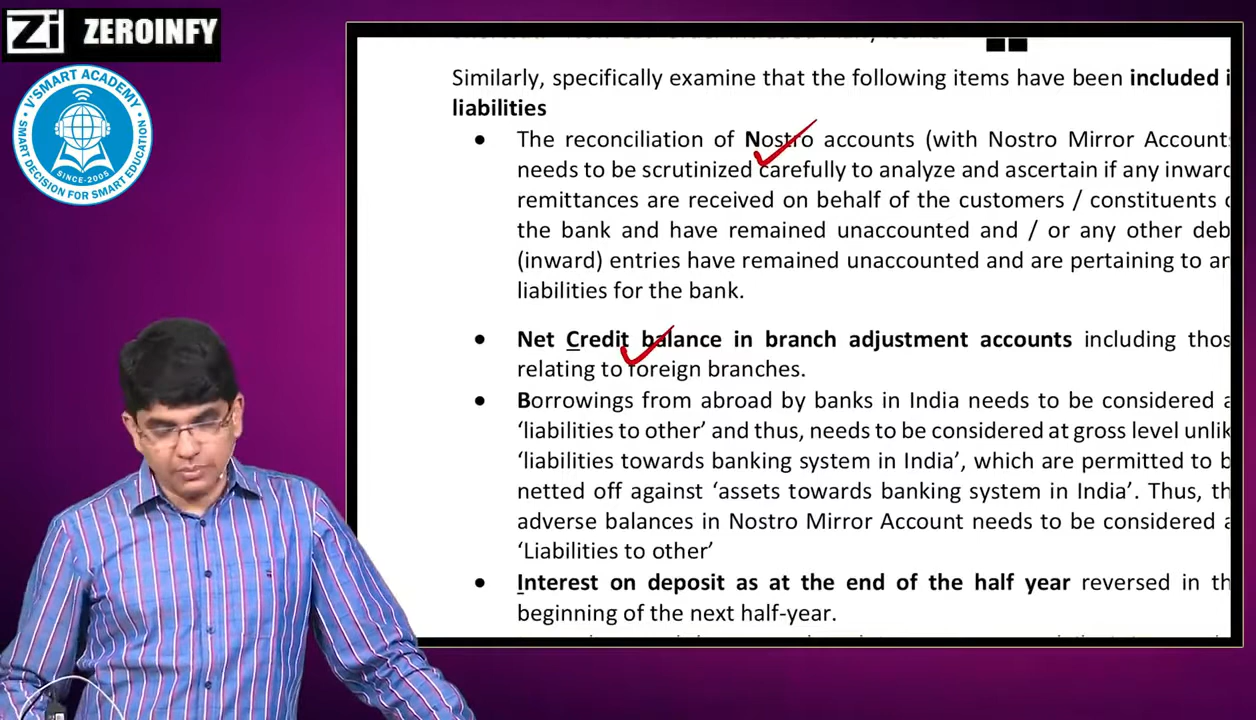 Zi ZEROINFY
V'SMART ACADEMY
SINCE-2005
SMART DECISION FOR SMART EDUCATION
Similarly, specifically examine that the following items have been included i
liabilities
• The reconciliation of Nostro accounts (with Nostro Mirror Account
needs to be scrutinized carefully to analyze and ascertain if any inward
remittances are received on behalf of the customers / constituents
the bank and have remained unaccounted and / or any other deb
(inward) entries have remained unaccounted and are pertaining to
liabilities for the bank.
• Net Credit balance in branch adjustment accounts including thos
relating to foreign branches.
• Borrowings from abroad by banks in India needs to be considered
'liabilities to other' and thus, needs to be considered at gross level unlik
'liabilities towards banking system in India', which are permitted to b
netted off against 'assets towards banking system in India'. Thus, th
adverse balances in Nostro Mirror Account needs to be considered
'Liabilities to other'
• Interest on deposit as at the end of the half year reversed in th
beginning of the next half-year.